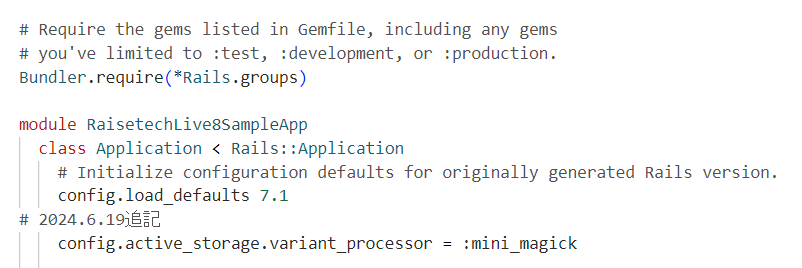 # Require the gems listed in Gemfile, including any gems
# you've limited to :test, :development, or :production.
Bundler.require(*Rails.groups)
module RaisetechLive8SampleApp
class Application < Rails::Application
# Initialize configuration defaults for originally generated Rails version.
config.load_defaults 7.1
# 2024.6.19追記
config.active_storage.variant_processor = :mini_magick